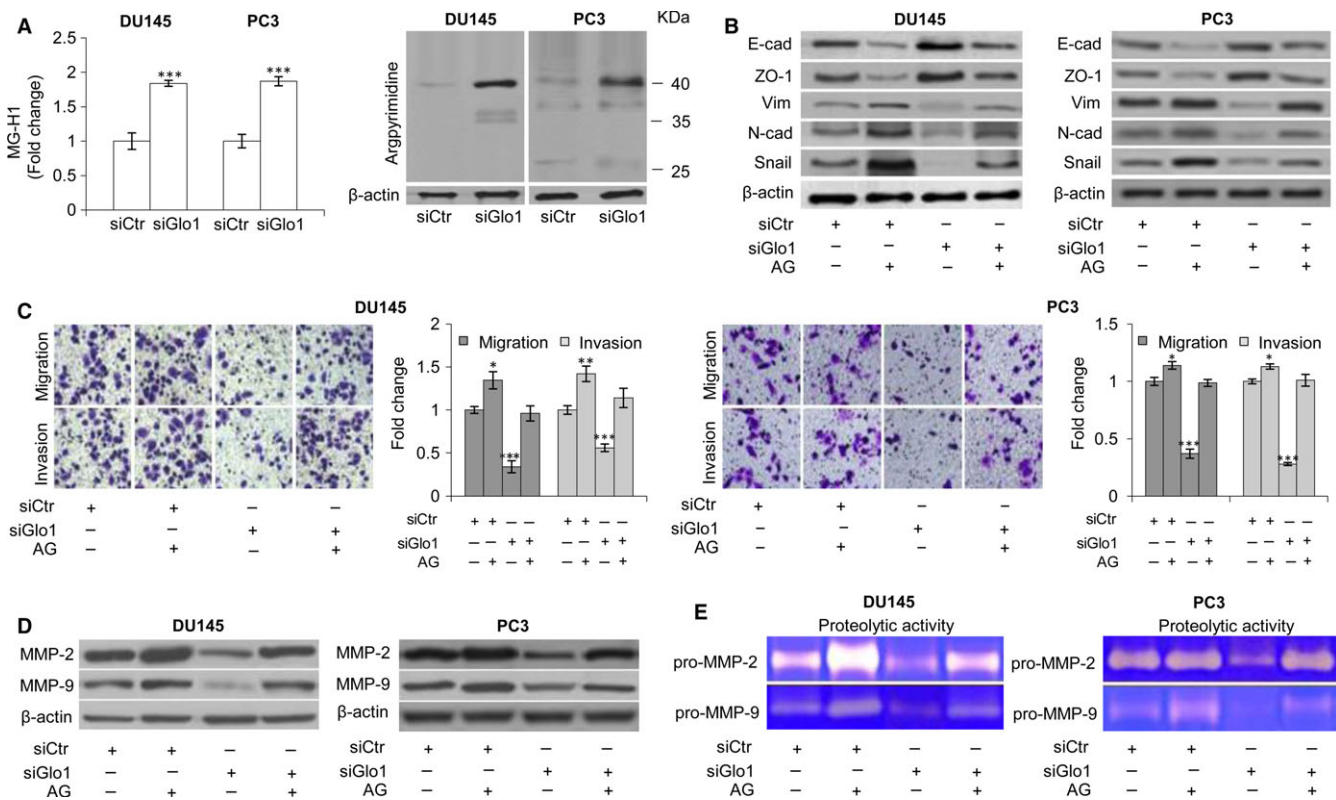 A
DU145 PC3
MG-H1
(Fold change)
2.5
2
1.5
1
0.5
0
*** ***
siCtr siGlo1 siCtr siGlo1
DU145 PC3 KDa
Argpyrimidine
40
35
25
β-actin
siCtr siGlo1 siCtr siGlo1
B
DU145
E-cad
ZO-1
Vim
N-cad
Snail
β-actin
siCtr + + – –
siGlo1 – – + +
AG – + – +
PC3
E-cad
ZO-1
Vim
N-cad
Snail
β-actin
siCtr + + – –
siGlo1 – – + +
AG – + – +
C
DU145
Migration
Invasion
siCtr + + – –
siGlo1 – – + +
AG – + – +
Fold change
2
1.5
1
0.5
0
Migration Invasion
* *** ** ***
siCtr + + – – + + – –
siGlo1 – – + + – – + +
AG – + – + – + – +
PC3
Migration
Invasion
siCtr + + – –
siGlo1 – – + +
AG – + – +
Fold change
1.5
1
0.5
0
Migration Invasion
* *** * ***
siCtr + + – – + + – –
siGlo1 – – + + – – + +
AG – + – + – + – +
D
DU145
MMP-2
MMP-9
β-actin
siCtr + + – –
siGlo1 – – + +
AG – + – +
PC3
MMP-2
MMP-9
β-actin
siCtr + + – –
siGlo1 – – + +
AG – + – +
E
DU145
Proteolytic activity
pro-MMP-2
pro-MMP-9
siCtr + + – –
siGlo1 – – + +
AG – + – +
PC3
Proteolytic activity
pro-MMP-2
pro-MMP-9
siCtr + + – –
siGlo1 – – + +
AG – + – +